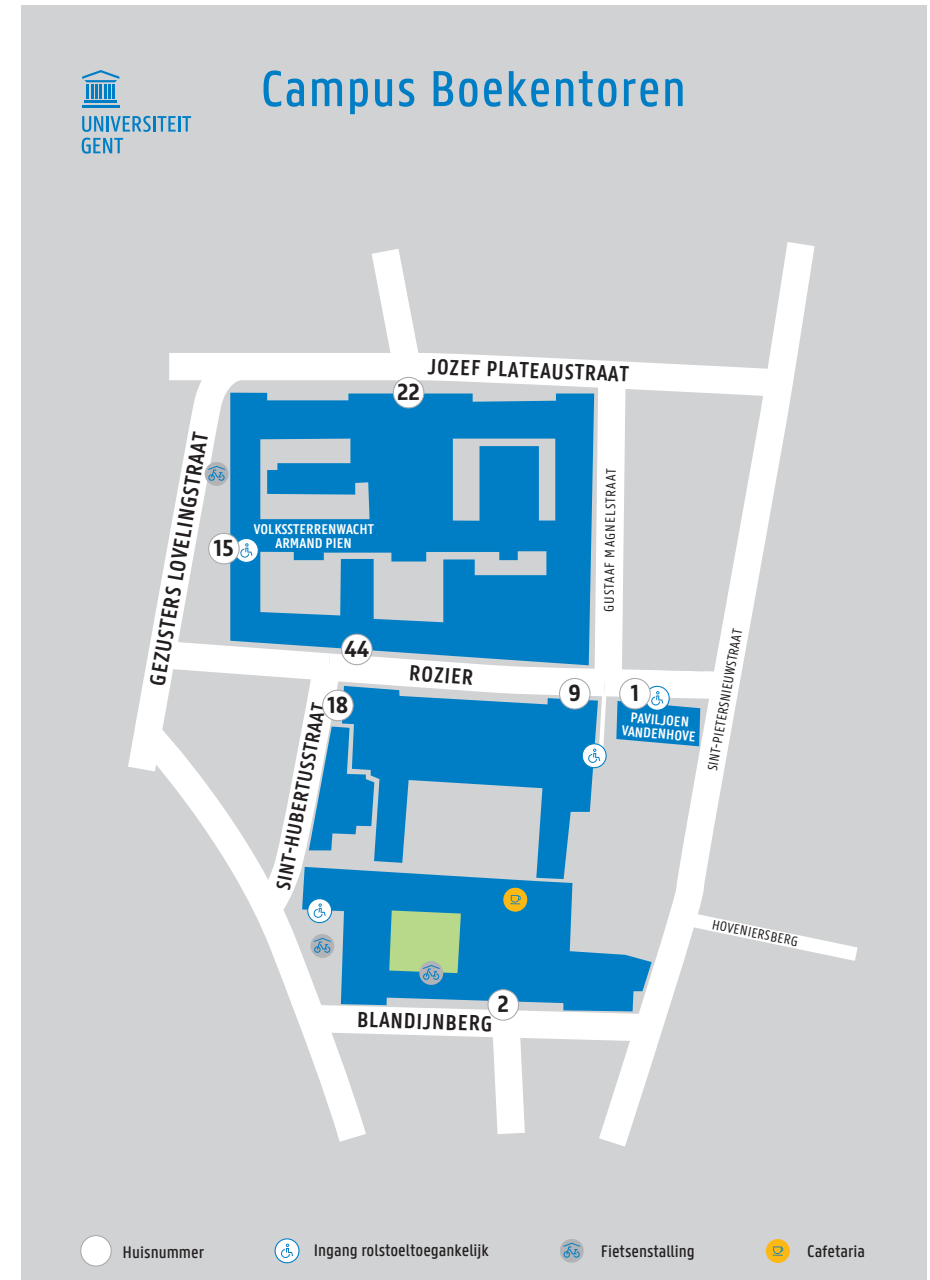 Campus Boekentoren
UNIVERSITEIT
GENT
JOZEF PLATEAUSTRAAT
22
GEZUSTERS LOVELINGSTRAAT
GUSTAAF MAGNELSTRAAT
VOLKSSTERRENWACHT
ARMAND PIEN
15
44
ROZIER
9
1
18
PAVILJOEN
VANDENHOVE
SINT-PIETERSNIEUWSTRAAT
SINT-HUBERTUSSTRAAT
HOVENIERSBERG
2
BLANDIJNBERG
Huisnummer
Ingang rolstoeltoegankelijk
Fietsenstalling
Cafetaria